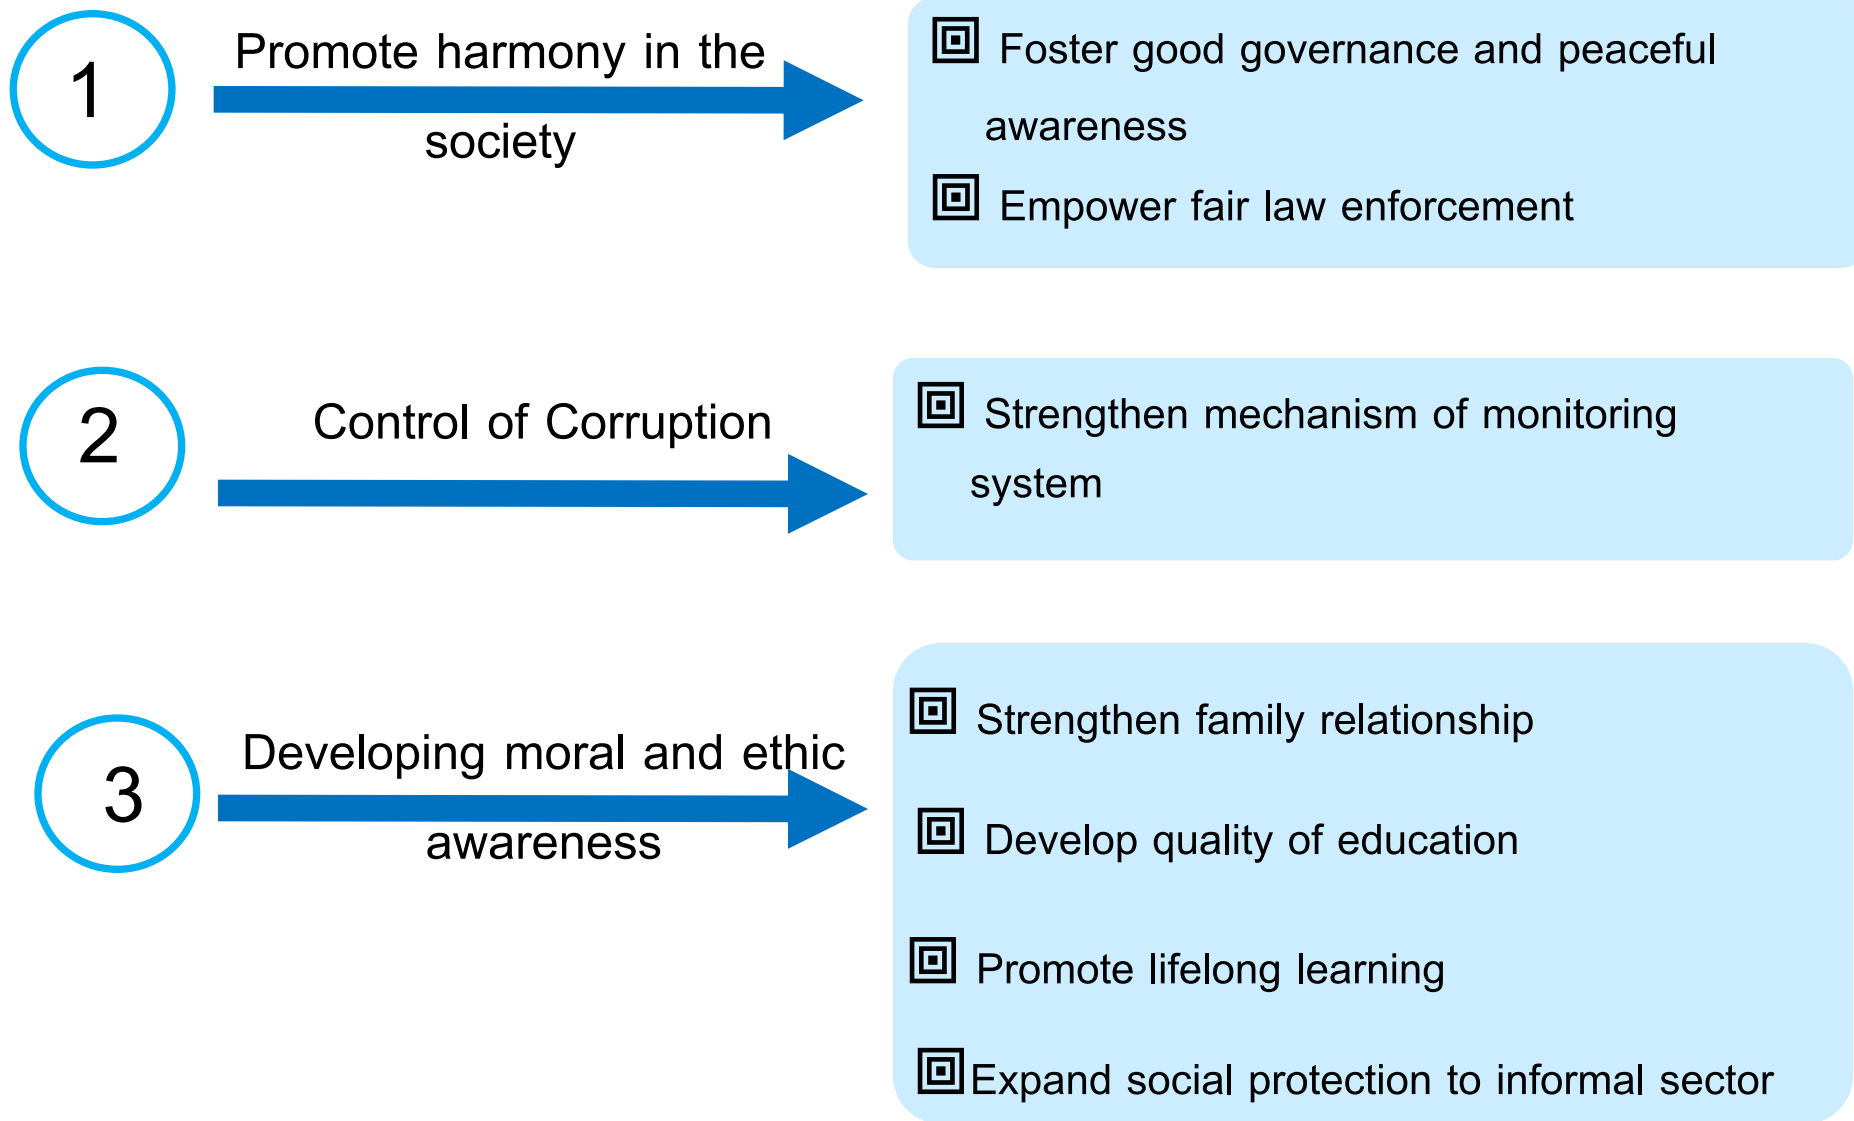 1
Promote harmony in the
society
Foster good governance and peaceful
awareness
Empower fair law enforcement
2
Control of Corruption
Strengthen mechanism of monitoring
system
3
Developing moral and ethic
awareness
Strengthen family relationship
Develop quality of education
Promote lifelong learning
Expand social protection to informal sector